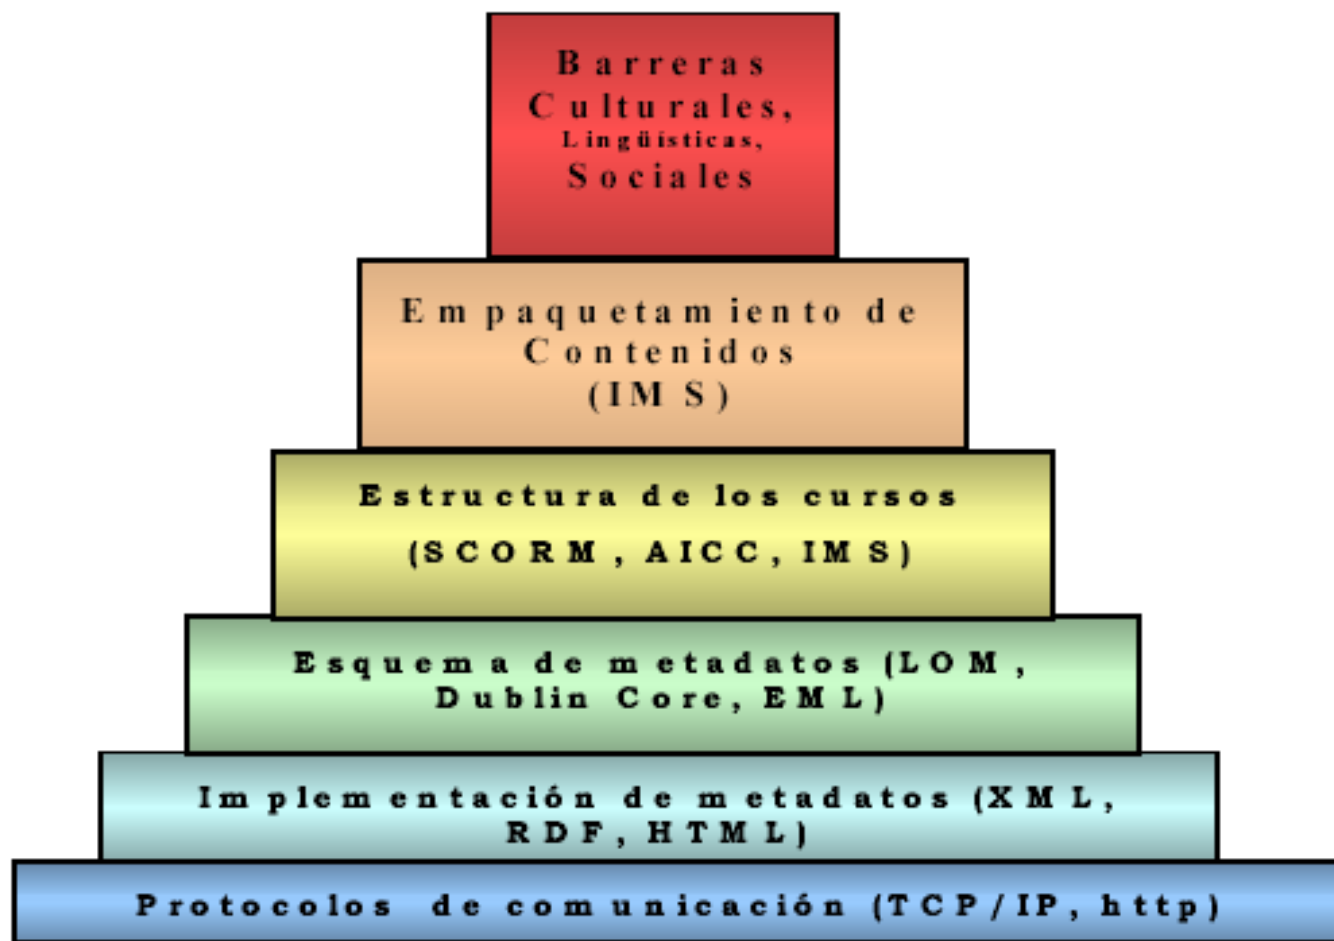 Barreras
Culturales,
Lingüísticas,
Sociales
Empaquetamiento de
Contenidos
(IMS)
Estructura de los cursos
(SCORM, AICC, IMS)
Esquema de metadatos (LOM,
Dublin Core, EML)
Implementación de metadatos (XML,
RDF, HTML)
Protocolos de comunicación (TCP/IP, http)